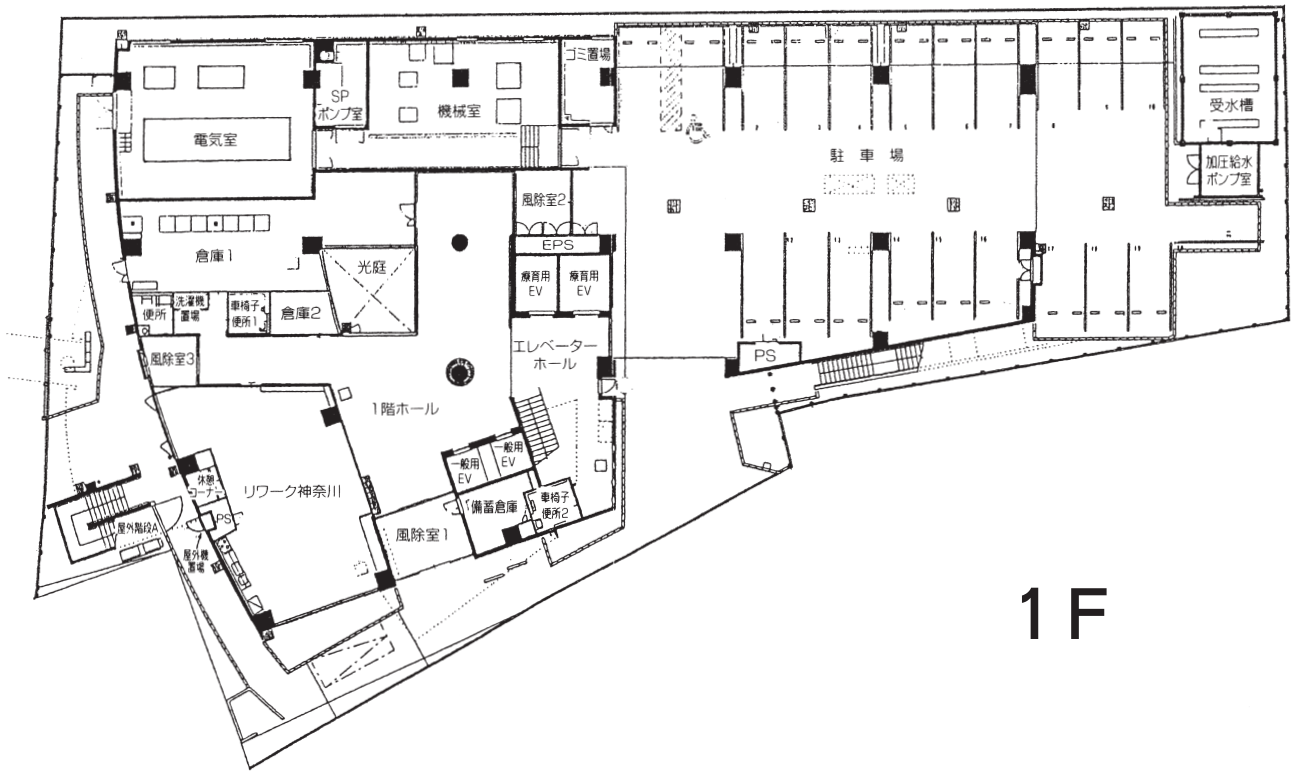 ゴミ置場
SP
ポンプ室
機械室
受水槽
電気室
駐車場
加圧給水
ポンプ室
風除室2
EPS
倉庫1
光庭
療育用
EV
療育用
EV
便所
洗濯機
置場
車椅子
便所1
倉庫2
エレベーター
ホール
PS
風除室3
1階ホール
一般用
EV
一般用
EV
休憩
コーナー
リワーク神奈川
備蓄倉庫
車椅子
便所2
PS
屋外階段A
風除室1
屋外機
置場
1F